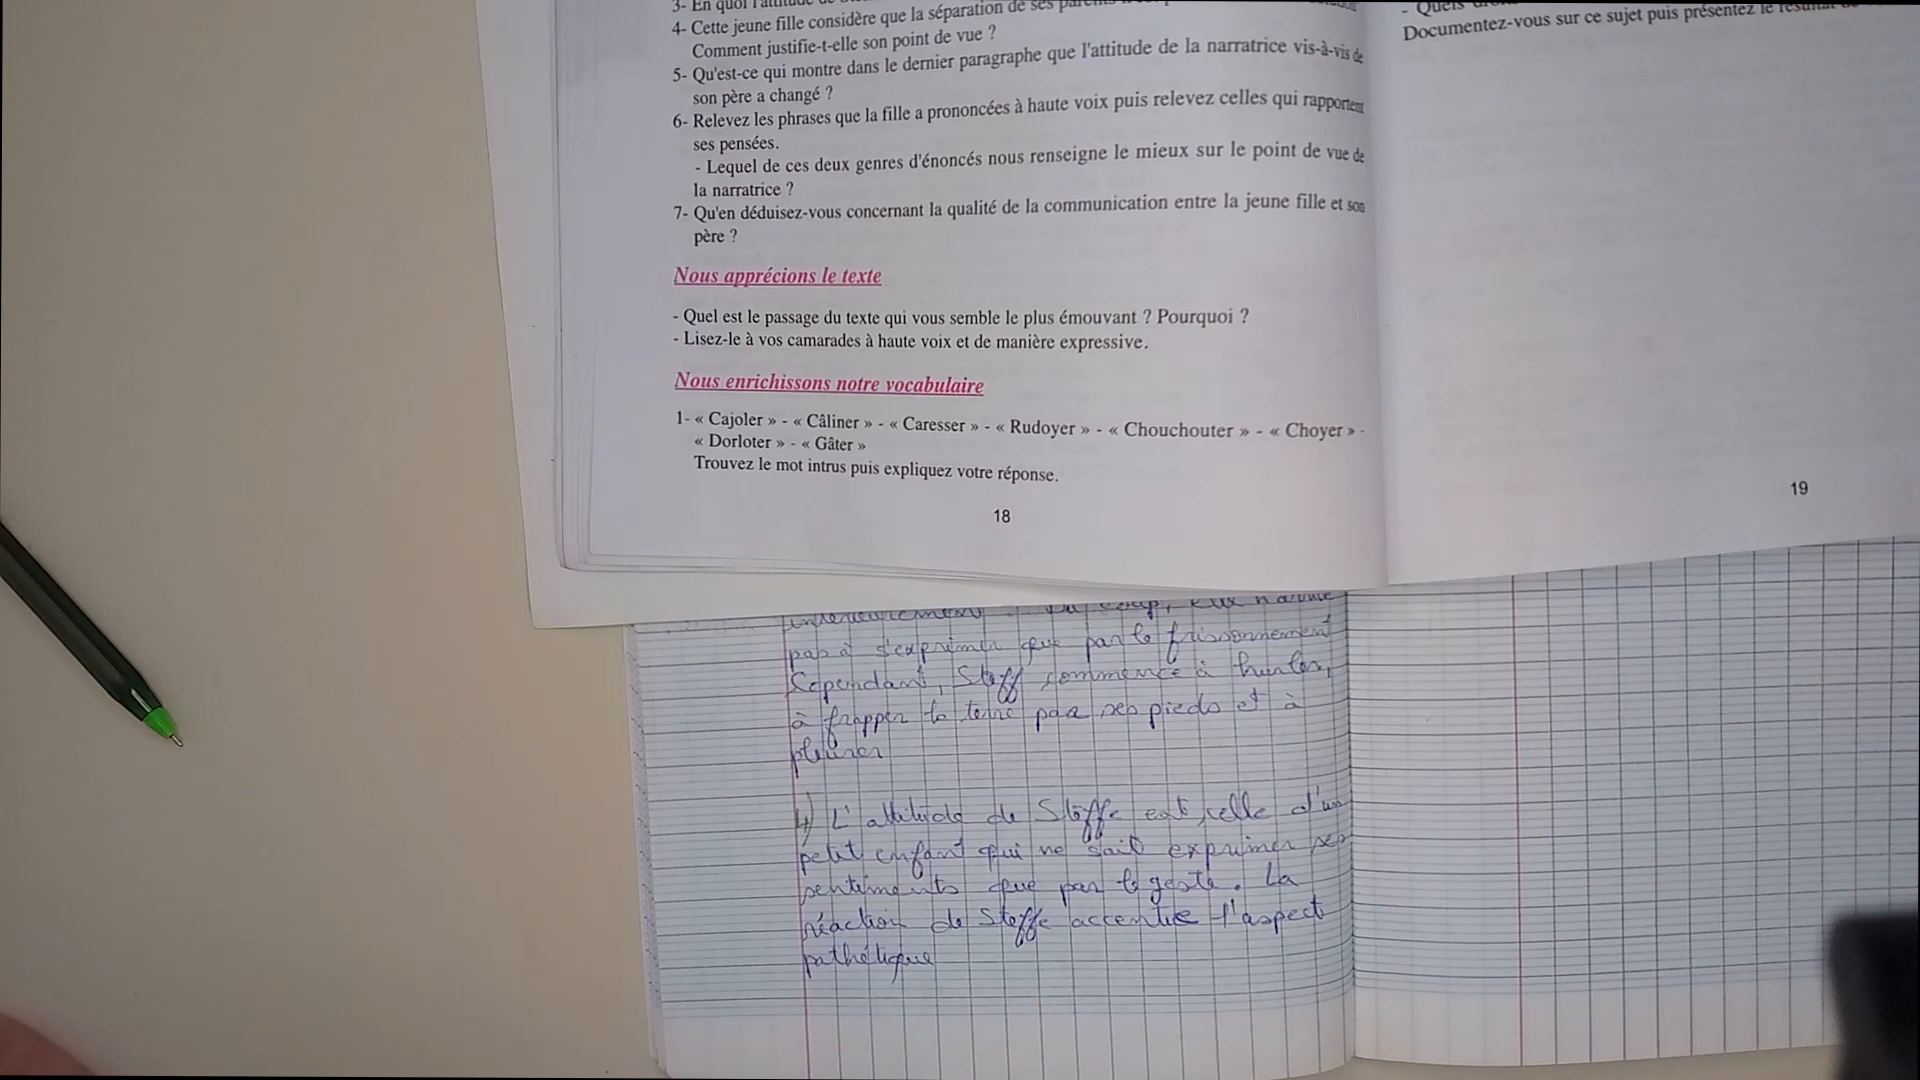 3- En quoi l'attitude de
4- Cette jeune fille considère que la séparation de ses
Comment justifie-t-elle son point de vue ?
5- Qu'est-ce qui montre dans le dernier paragraphe que l'attitude de la narratrice vis-à-vis de
son père a changé ?
6- Relevez les phrases que la fille a prononcées à haute voix puis relevez celles qui rapportent
ses pensées.
- Lequel de ces deux genres d'énoncés nous renseigne le mieux sur le point de vue de
la narratrice ?
7- Qu'en déduisez-vous concernant la qualité de la communication entre la jeune fille et son
père ?
Nous apprécions le texte
- Quel est le passage du texte qui vous semble le plus émouvant ? Pourquoi ?
- Lisez-le à vos camarades à haute voix et de manière expressive.
Nous enrichissons notre vocabulaire
1- « Cajoler » - « Câliner » - « Caresser » - « Rudoyer » - « Chouchouter » - « Choyer » -
« Dorloter » - « Gâter »
Trouvez le mot intrus puis expliquez votre réponse.
18
- Quels
Documentez-vous sur ce sujet puis présentez le
19
intérieurement
pas à s'exprimer que par le frissonnement
Cependant, Steff commence à hurler,
à frapper la terre par ses pieds et à
pleurer
4) L'attitude de Steffe est celle d'un
petit enfant qui ne sait exprimer ses
sentiments que par le geste. La
réaction de Steffe accentue l'aspect
pathétique